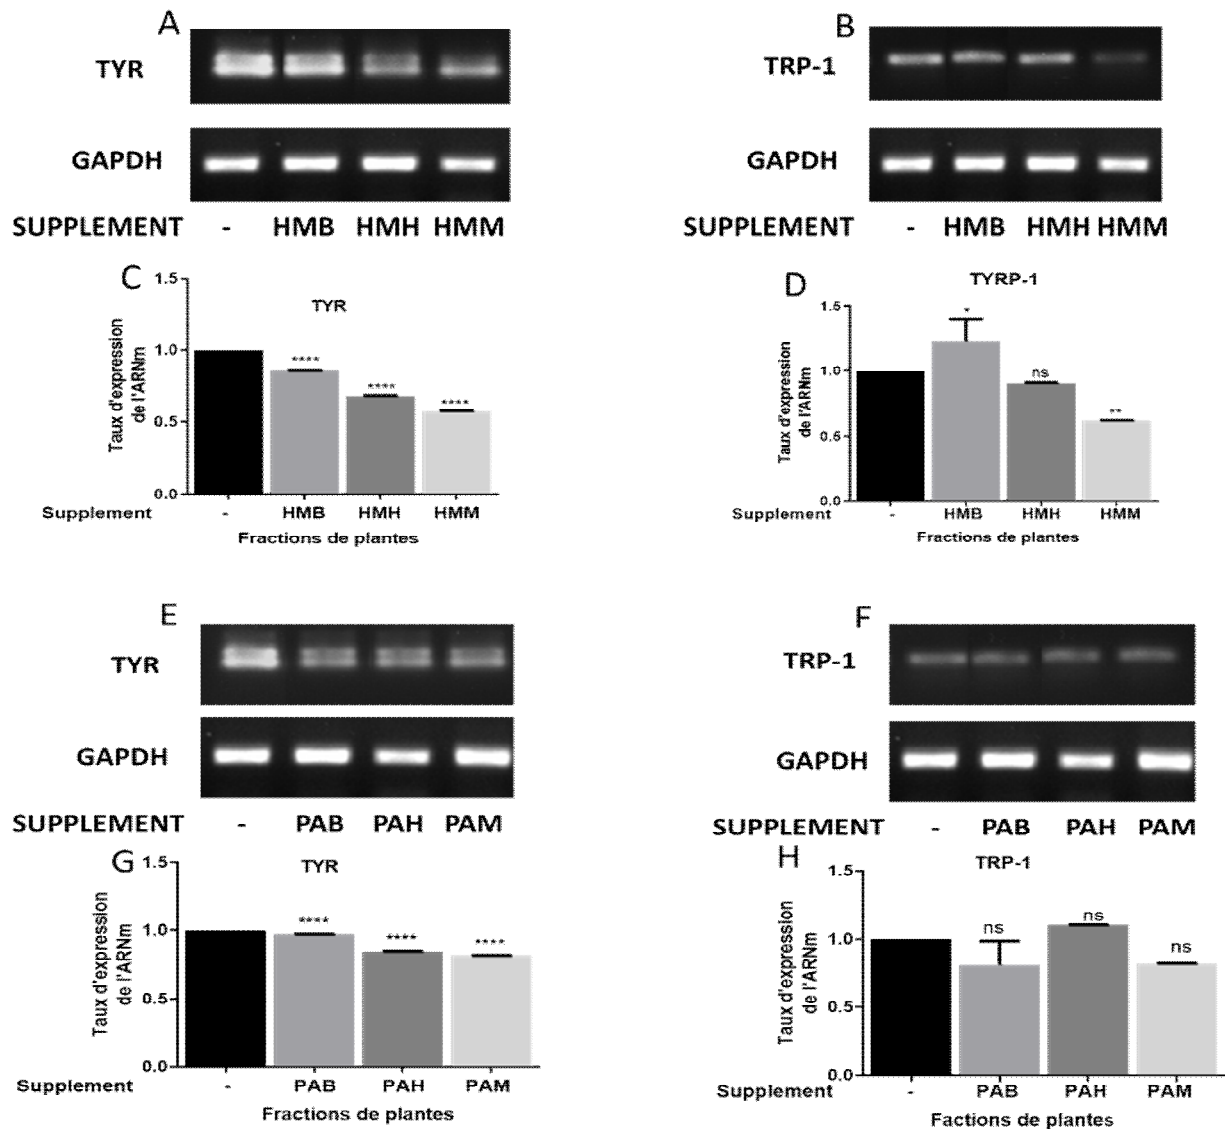 A
TYR
GAPDH
SUPPLEMENT - HMB HMH HMM
B
TRP-1
GAPDH
SUPPLEMENT - HMB HMH HMM
C
TYR
Taux d'expression
de l'ARNm
1.5
1.0
0.5
0.0
****
****
****
Supplement - HMB HMH HMM
Fractions de plantes
D
TYRP-1
Taux d'expression
de l'ARNm
1.5
1.0
0.5
0.0
*
ns
**
Supplement - HMB HMH HMM
Fractions de plantes
E
TYR
GAPDH
SUPPLEMENT - PAB PAH PAM
F
TRP-1
GAPDH
SUPPLEMENT - PAB PAH PAM
G
TYR
Taux d'expression
de l'ARNm
1.5
1.0
0.5
0.0
****
****
****
Supplement - PAB PAH PAM
Fractions de plantes
H
TRP-1
Taux d'expression
de l'ARNm
1.5
1.0
0.5
0.0
ns
ns
ns
Supplement - PAB PAH PAM
Factions de plantes